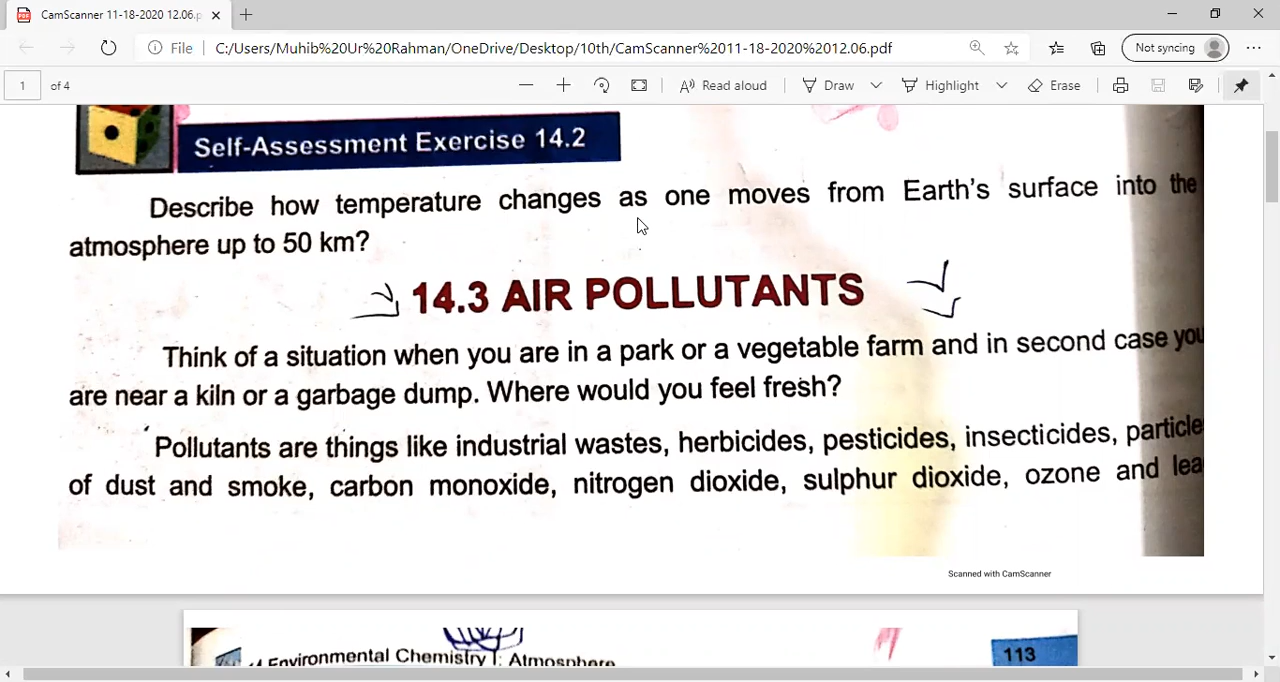 CamScanner 11-18-2020 12.06.p
File
C:/Users/Muhib%20Ur%20Rahman/OneDrive/Desktop/10th/CamScanner%2011-18-2020%2012.06.pdf
Not syncing
1 of 4
Read aloud
Draw
Highlight
Erase
Self-Assessment Exercise 14.2
Describe how temperature changes as one moves from Earth's surface into the
atmosphere up to 50 km?
14.3 AIR POLLUTANTS
Think of a situation when you are in a park or a vegetable farm and in second case you
are near a kiln or a garbage dump. Where would you feel fresh?
Pollutants are things like industrial wastes, herbicides, pesticides, insecticides, particle
of dust and smoke, carbon monoxide, nitrogen dioxide, sulphur dioxide, ozone and lea
Scanned with CamScanner
Environmental Chemistry I: Atmosphere
113